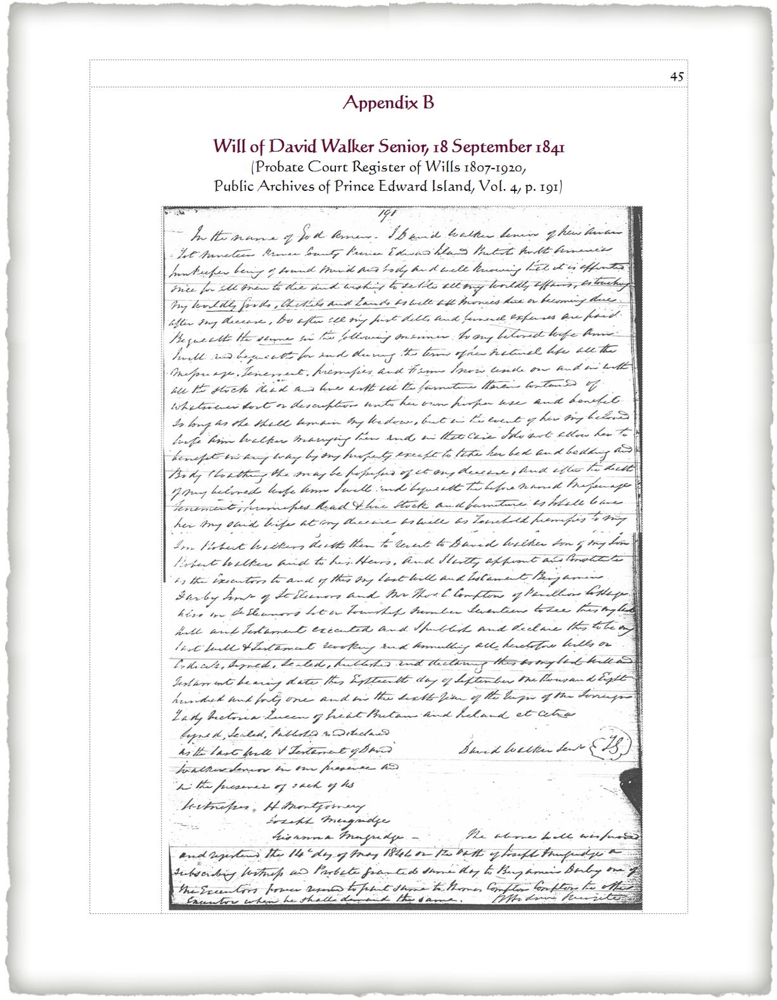 45
Appendix B
Will of David Walker Senior, 18 September 1841
(Probate Court Register of Wills 1807-1920,
Public Archives of Prince Edward Island, Vol. 4, p. 191)
191
In the name of God Amen. I David Walker Senior of New Annan
Lot Nineteen Prince County Prince Edward Island British North America
Innkeeper being of sound mind and body and well knowing that it is appointed
once for all men to die and wishing to settle all my worldly affairs, as touching
my worldly goods, Chattels and Lands as well all monies due or becoming due
after my decease, Do after all my just debts and funeral expenses are paid
Bequeath the same in the following manner. To my beloved wife Ann
I will and bequeath for and during the term of her natural life all the
Messuage, Tenement, premises and Farm I now reside on and in with
all the stock dead and live with all the furniture therein contained of
whatsoever sort or description unto her own proper use and benefit
so long as she shall remain my Widow, but in the event of her my beloved
wife Ann Walker marrying then and in that case I do not allow her to
benefit in any way by my property except to take her bed and bedding and
Body Cloathing she may be possessed of at my decease, and after the death
of my beloved wife Ann I will and bequeath the before named Messuage
Tenement, premises dead & live stock and furniture as I shall leave
her my said wife at my decease as well as Leasehold premises to my
Son Robert Walkers death then to revert to David Walker son of my son
Robert Walker and to his Heirs. And I lastly appoint and Constitute
as the Executors to and of this my last will and testament Benjamin
Darby of St Eleanors and Mr Thos. C. Compton of Pavillion Cottage
also in St Eleanors Lot or Township Number Seventeen to see this my last
Will and Testament executed and I publish and declare this to be my
last Will & Testament revoking and annulling all heretofore Wills or
Codicils, Signed, Sealed, published and declaring this as my last Will and
Testament bearing date this Eighteenth day of September One thousand Eight
hundred and forty one and in the sixth Year of the Reign of Our Sovereign
Lady Victoria Queen of Great Britain and Ireland et cetra
Signed, Sealed, Published and declared
as the last Will & Testament of David
David Walker Senr LS
Walker Senior in our presence and
in the presence of each of us
Witnesses. H Montgomery
Joseph Mugridge
Susanna Mugridge
The above Will was proved
and registered the 14th day of May 1844 on the Oath of Joseph Mugridge a
subscribing Witness and Probate granted same day to Benjamin Darby one of
the Executors power reserved to grant same to Thomas Compton Compton the other
Executor when he shall demand the same.